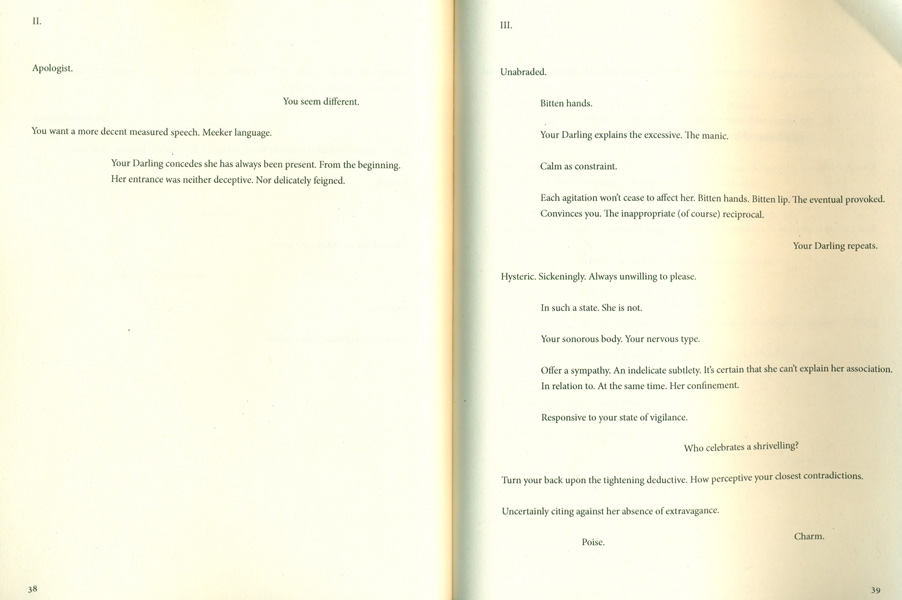 II.
Apologist.
You seem different.
You want a more decent measured speech. Meeker language.
Your Darling concedes she has always been present. From the beginning.
Her entrance was neither deceptive. Nor delicately feigned.
38
III.
Unabraded.
Bitten hands.
Your Darling explains the excessive. The manic.
Calm as constraint.
Each agitation won't cease to affect her. Bitten hands. Bitten lip. The eventual provoked.
Convinces you. The inappropriate (of course) reciprocal.
Your Darling repeats.
Hysteric. Sickeningly. Always unwilling to please.
In such a state. She is not.
Your sonorous body. Your nervous type.
Offer a sympathy. An indelicate subtlety. It's certain that she can't explain her association.
In relation to. At the same time. Her confinement.
Responsive to your state of vigilance.
Who celebrates a shrivelling?
Turn your back upon the tightening deductive. How perceptive your closest contradictions.
Uncertainly citing against her absence of extravagance.
Poise. Charm.
39